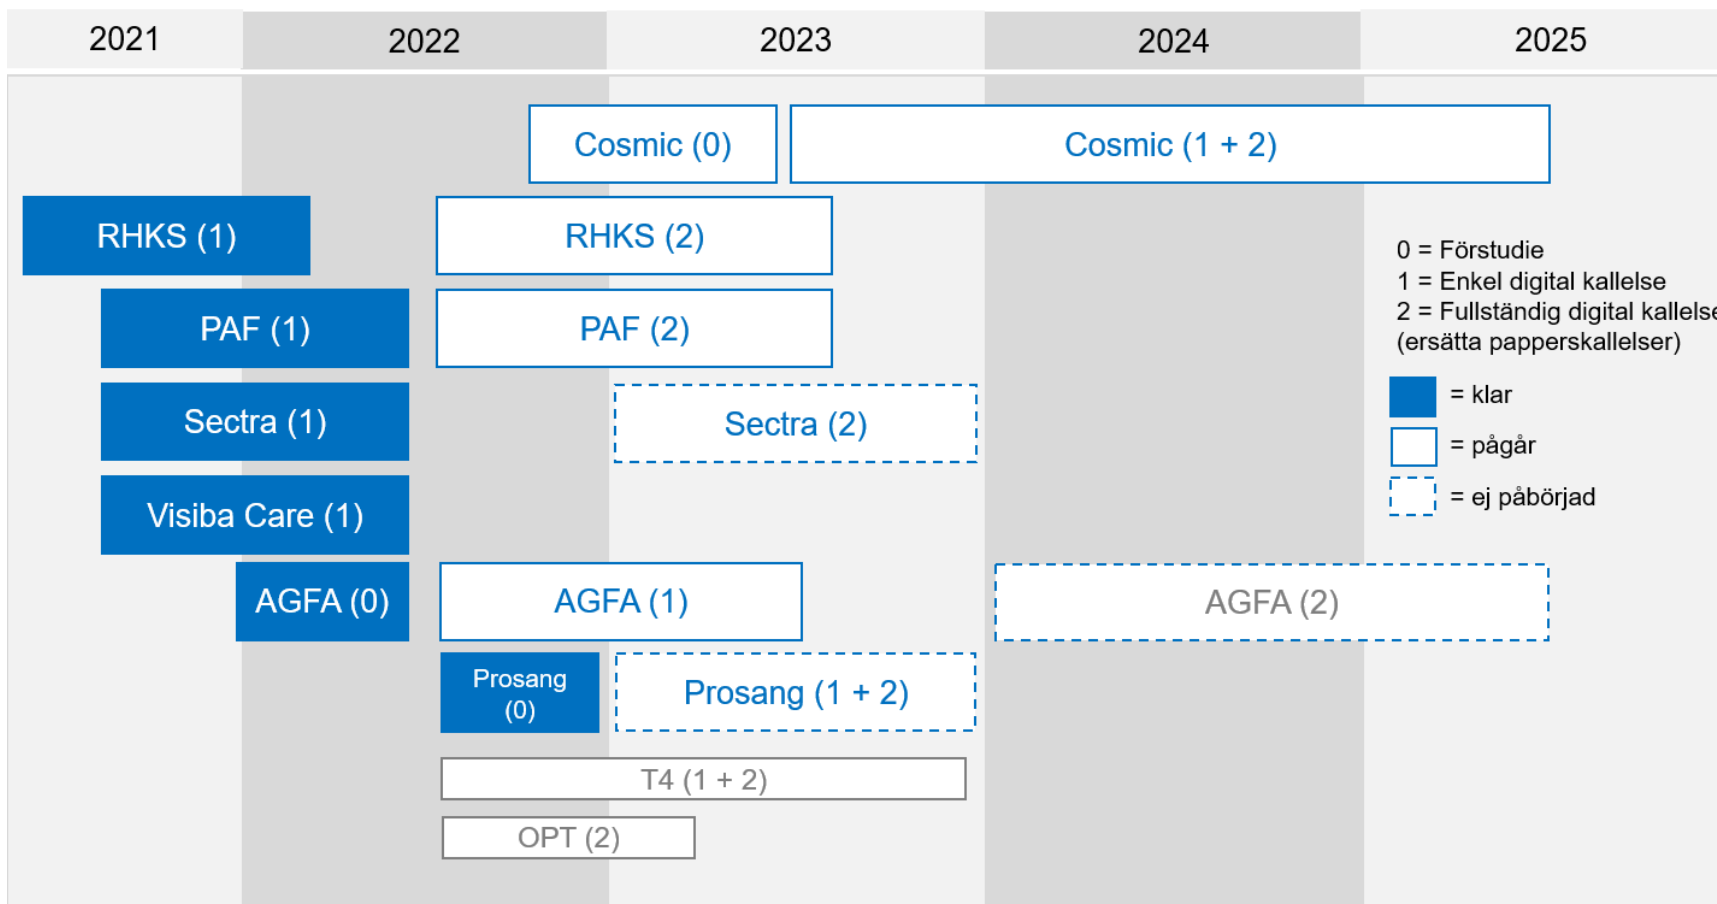 2021
2022
2023
2024
2025
Cosmic (0)
Cosmic (1 + 2)
RHKS (1)
RHKS (2)
PAF (1)
PAF (2)
Sectra (1)
Sectra (2)
Visiba Care (1)
AGFA (0)
AGFA (1)
AGFA (2)
Prosang
(0)
Prosang (1 + 2)
T4 (1 + 2)
OPT (2)
0 = Förstudie
1 = Enkel digital kallelse
2 = Fullständig digital kallelse
(ersätta papperskallelser)
= klar
= pågår
= ej påbörjad